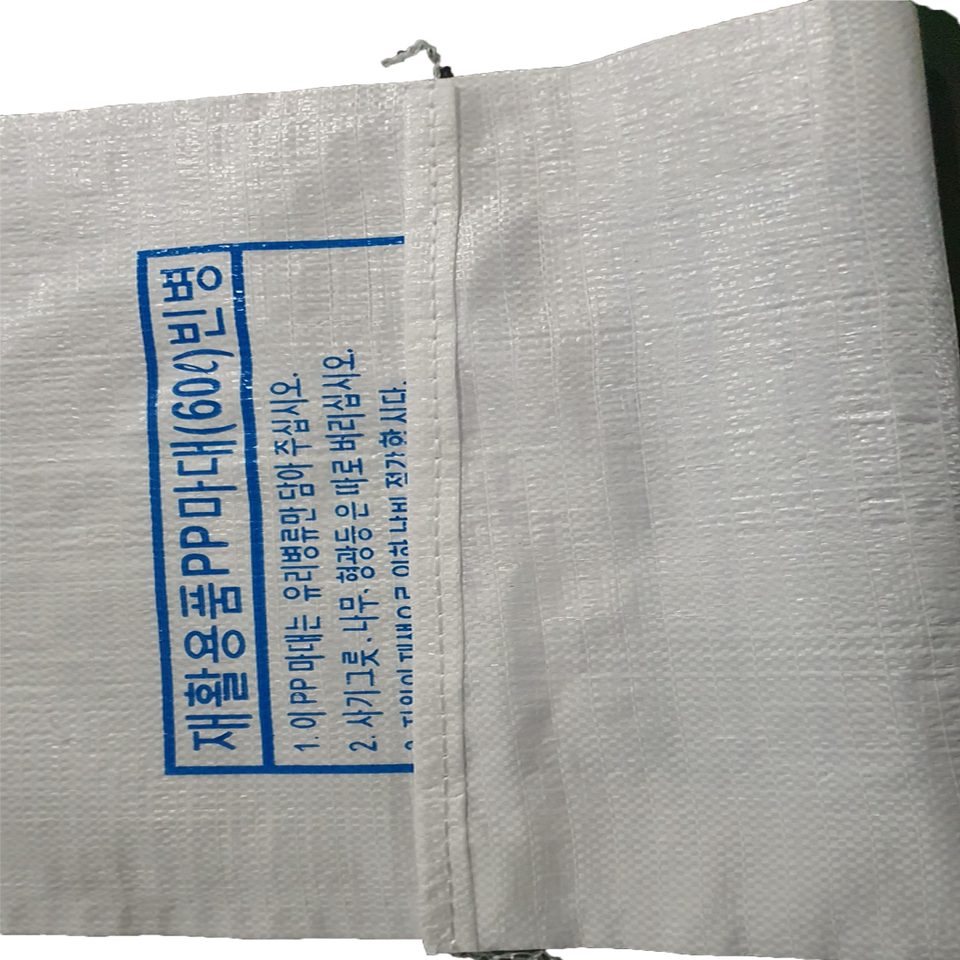 재활용품PP마대(60ℓ)빈병
1. 이 PP 마대는 유리병류만 담아 주십시오.
2. 사기그릇 · 나무 · 형광등은 따로 버리십시오.